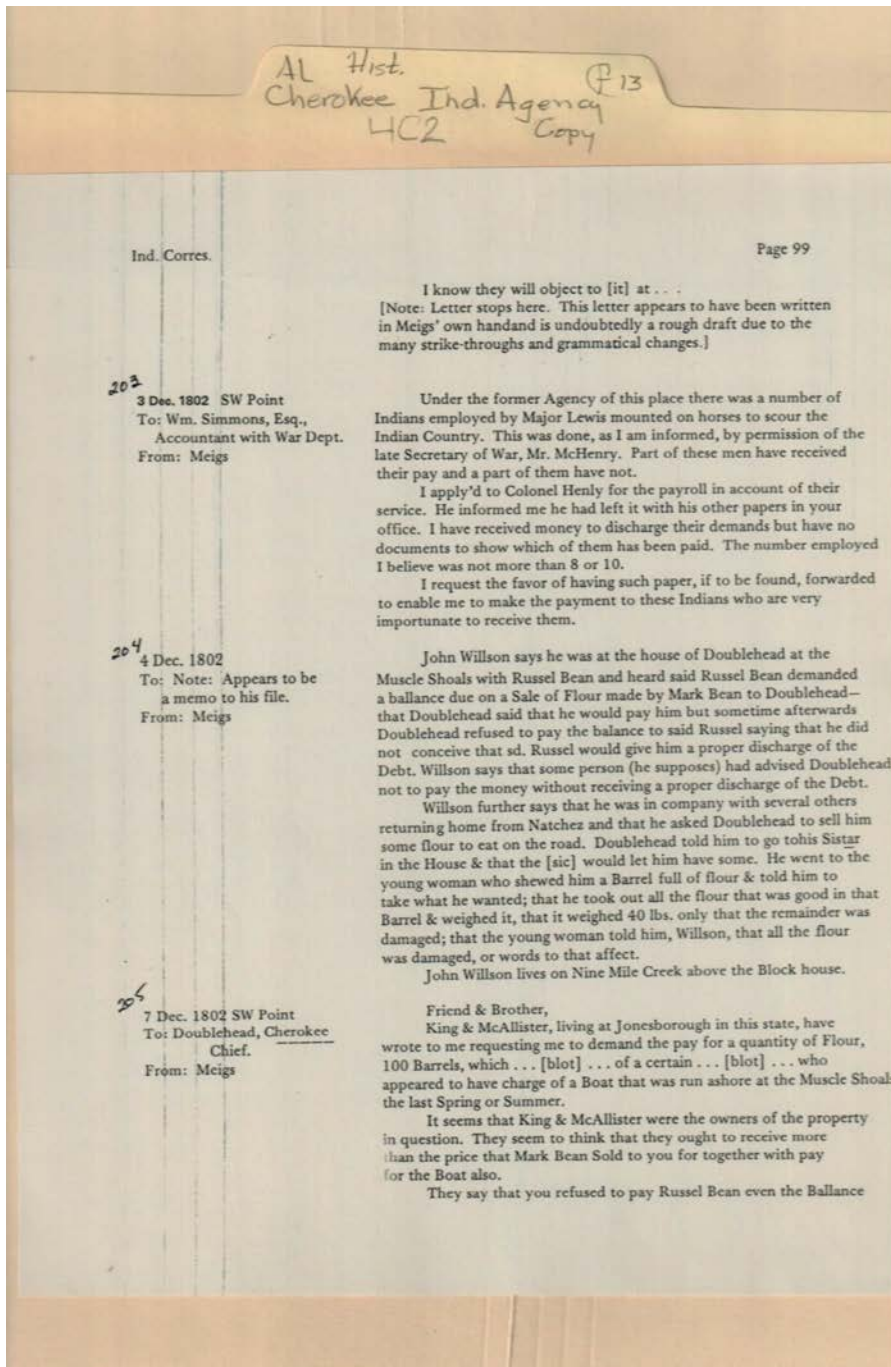 AL Hist.
P 13
Cherokee Ind. Agency
4C2 Copy
Ind. Corres.
Page 99
I know they will object to [it] at . . .
[Note: Letter stops here. This letter appears to have been written
in Meigs' own handand is undoubtedly a rough draft due to the
many strike-throughs and grammatical changes.]
203
3 Dec. 1802 SW Point
To: Wm. Simmons, Esq.,
Accountant with War Dept.
From: Meigs
Under the former Agency of this place there was a number of
Indians employed by Major Lewis mounted on horses to scour the
Indian Country. This was done, as I am informed, by permission of the
late Secretary of War, Mr. McHenry. Part of these men have received
their pay and a part of them have not.
I apply'd to Colonel Henly for the payroll in account of their
service. He informed me he had left it with his other papers in your
office. I have received money to discharge their demands but have no
documents to show which of them has been paid. The number employed
I believe was not more than 8 or 10.
I request the favor of having such paper, if to be found, forwarded
to enable me to make the payment to these Indians who are very
importunate to receive them.
204
4 Dec. 1802
To: Note: Appears to be
a memo to his file.
From: Meigs
John Willson says he was at the house of Doublehead at the
Muscle Shoals with Russel Bean and heard said Russel Bean demanded
a ballance due on a Sale of Flour made by Mark Bean to Doublehead—
that Doublehead said that he would pay him but sometime afterwards
Doublehead refused to pay the balance to said Russel saying that he did
not conceive that sd. Russel would give him a proper discharge of the
Debt. Willson says that some person (he supposes) had advised Doublehead
not to pay the money without receiving a proper discharge of the Debt.
Willson further says that he was in company with several others
returning home from Natchez and that he asked Doublehead to sell him
some flour to eat on the road. Doublehead told him to go tohis Sistar
in the House & that the [sic] would let him have some. He went to the
young woman who shewed him a Barrel full of flour & told him to
take what he wanted; that he took out all the flour that was good in that
Barrel & weighed it, that it weighed 40 lbs. only that the remainder was
damaged; that the young woman told him, Willson, that all the flour
was damaged, or words to that affect.
John Willson lives on Nine Mile Creek above the Block house.
205
7 Dec. 1802 SW Point
To: Doublehead, Cherokee
Chief.
From: Meigs
Friend & Brother,
King & McAllister, living at Jonesborough in this state, have
wrote to me requesting me to demand the pay for a quantity of Flour,
100 Barrels, which . . . [blot] . . . of a certain . . . [blot] . . . who
appeared to have charge of a Boat that was run ashore at the Muscle Shoals
the last Spring or Summer.
It seems that King & McAllister were the owners of the property
in question. They seem to think that they ought to receive more
than the price that Mark Bean Sold to you for together with pay
for the Boat also.
They say that you refused to pay Russel Bean even the Ballance